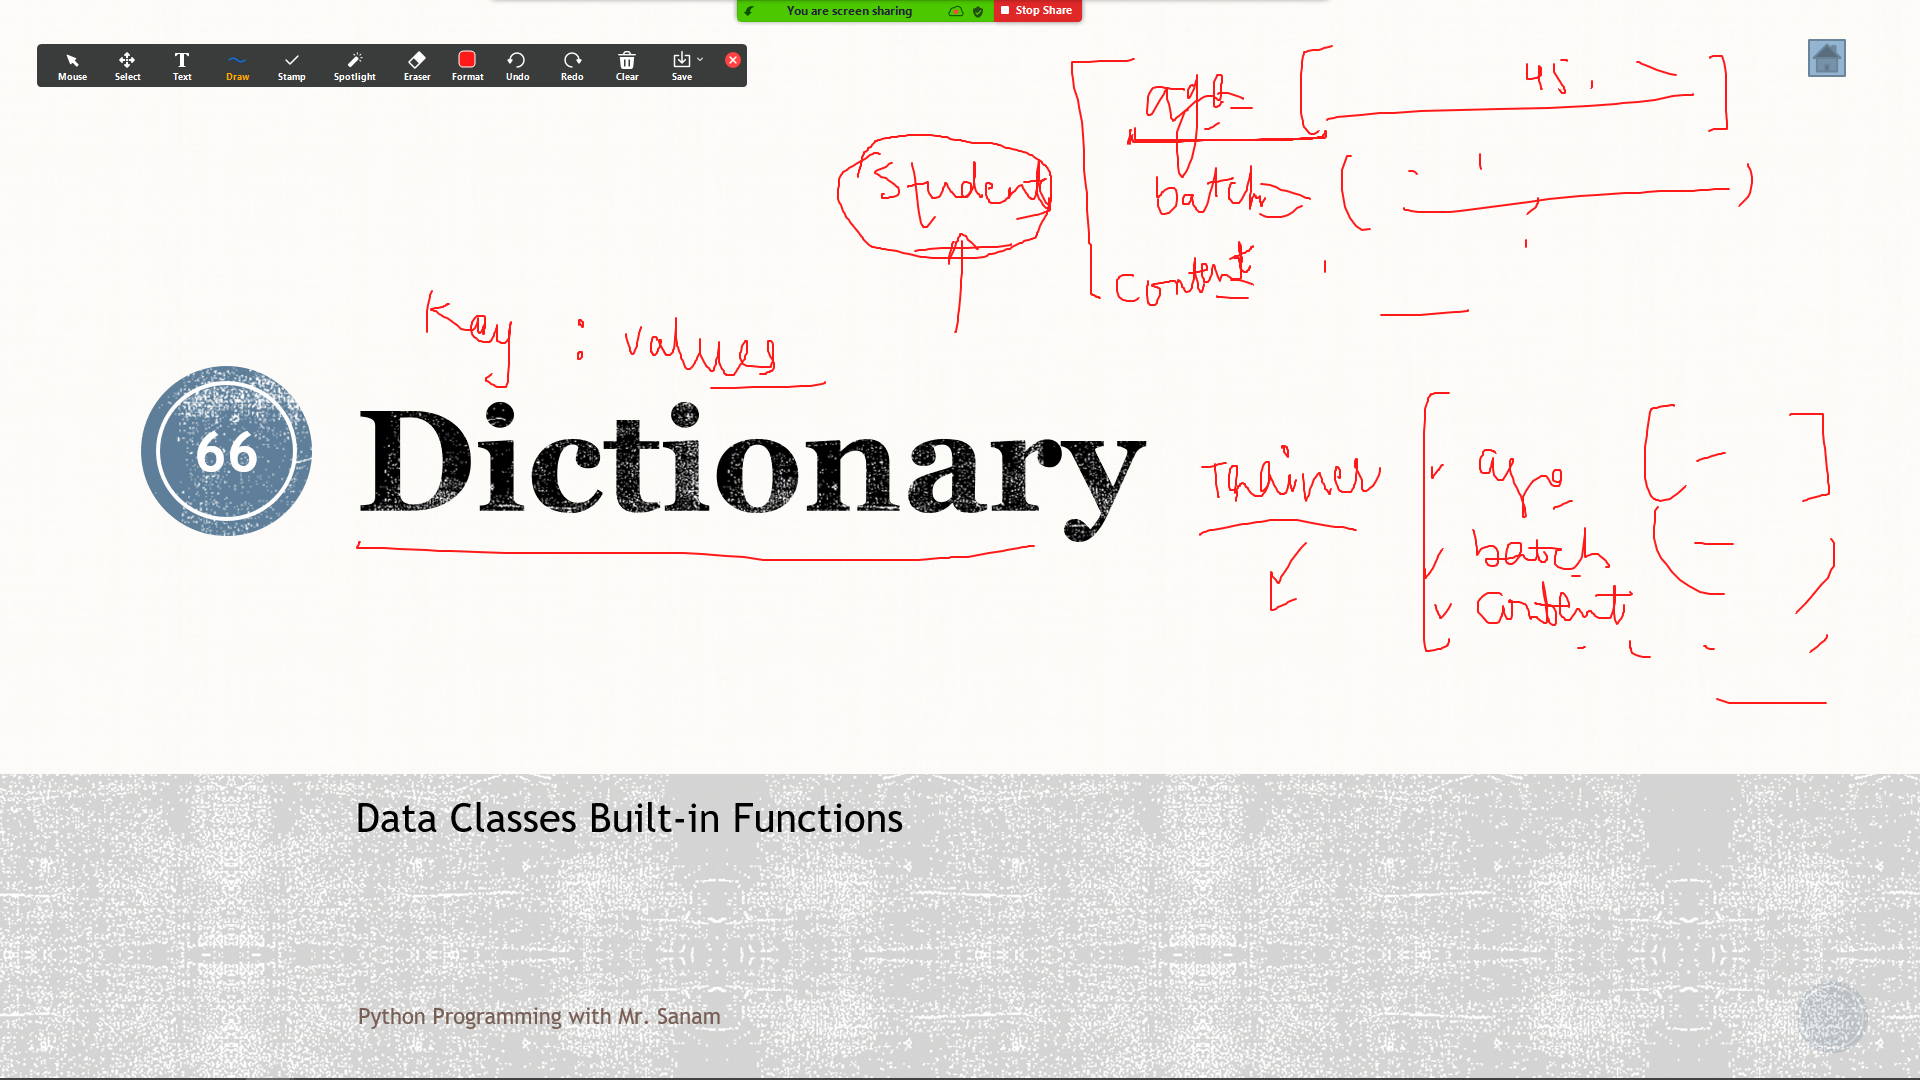 You are screen sharing Stop Share
Mouse Select Text Draw Stamp Spotlight Eraser Format Undo Redo Clear Save
age [ 45, ]
Student
batch ( , )
Content
Key : values
66
Dictionary
Trainer
age [ ]
batch ( )
Content
Data Classes Built-in Functions
Python Programming with Mr. Sanam